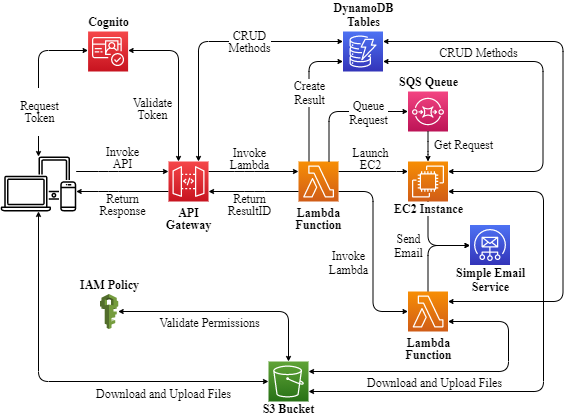 Cognito
DynamoDB
Tables
CRUD
Methods
CRUD Methods
Request
Token
Validate
Token
Create
Result
SQS Queue
Queue
Request
Get Request
Invoke
API
Invoke
Lambda
Launch
EC2
Return
Response
API
Gateway
Return
ResultID
Lambda
Function
EC2 Instance
Send
Email
Invoke
Lambda
Simple Email
Service
IAM Policy
Validate Permissions
Lambda
Function
Download and Upload Files
Download and Upload Files
S3 Bucket